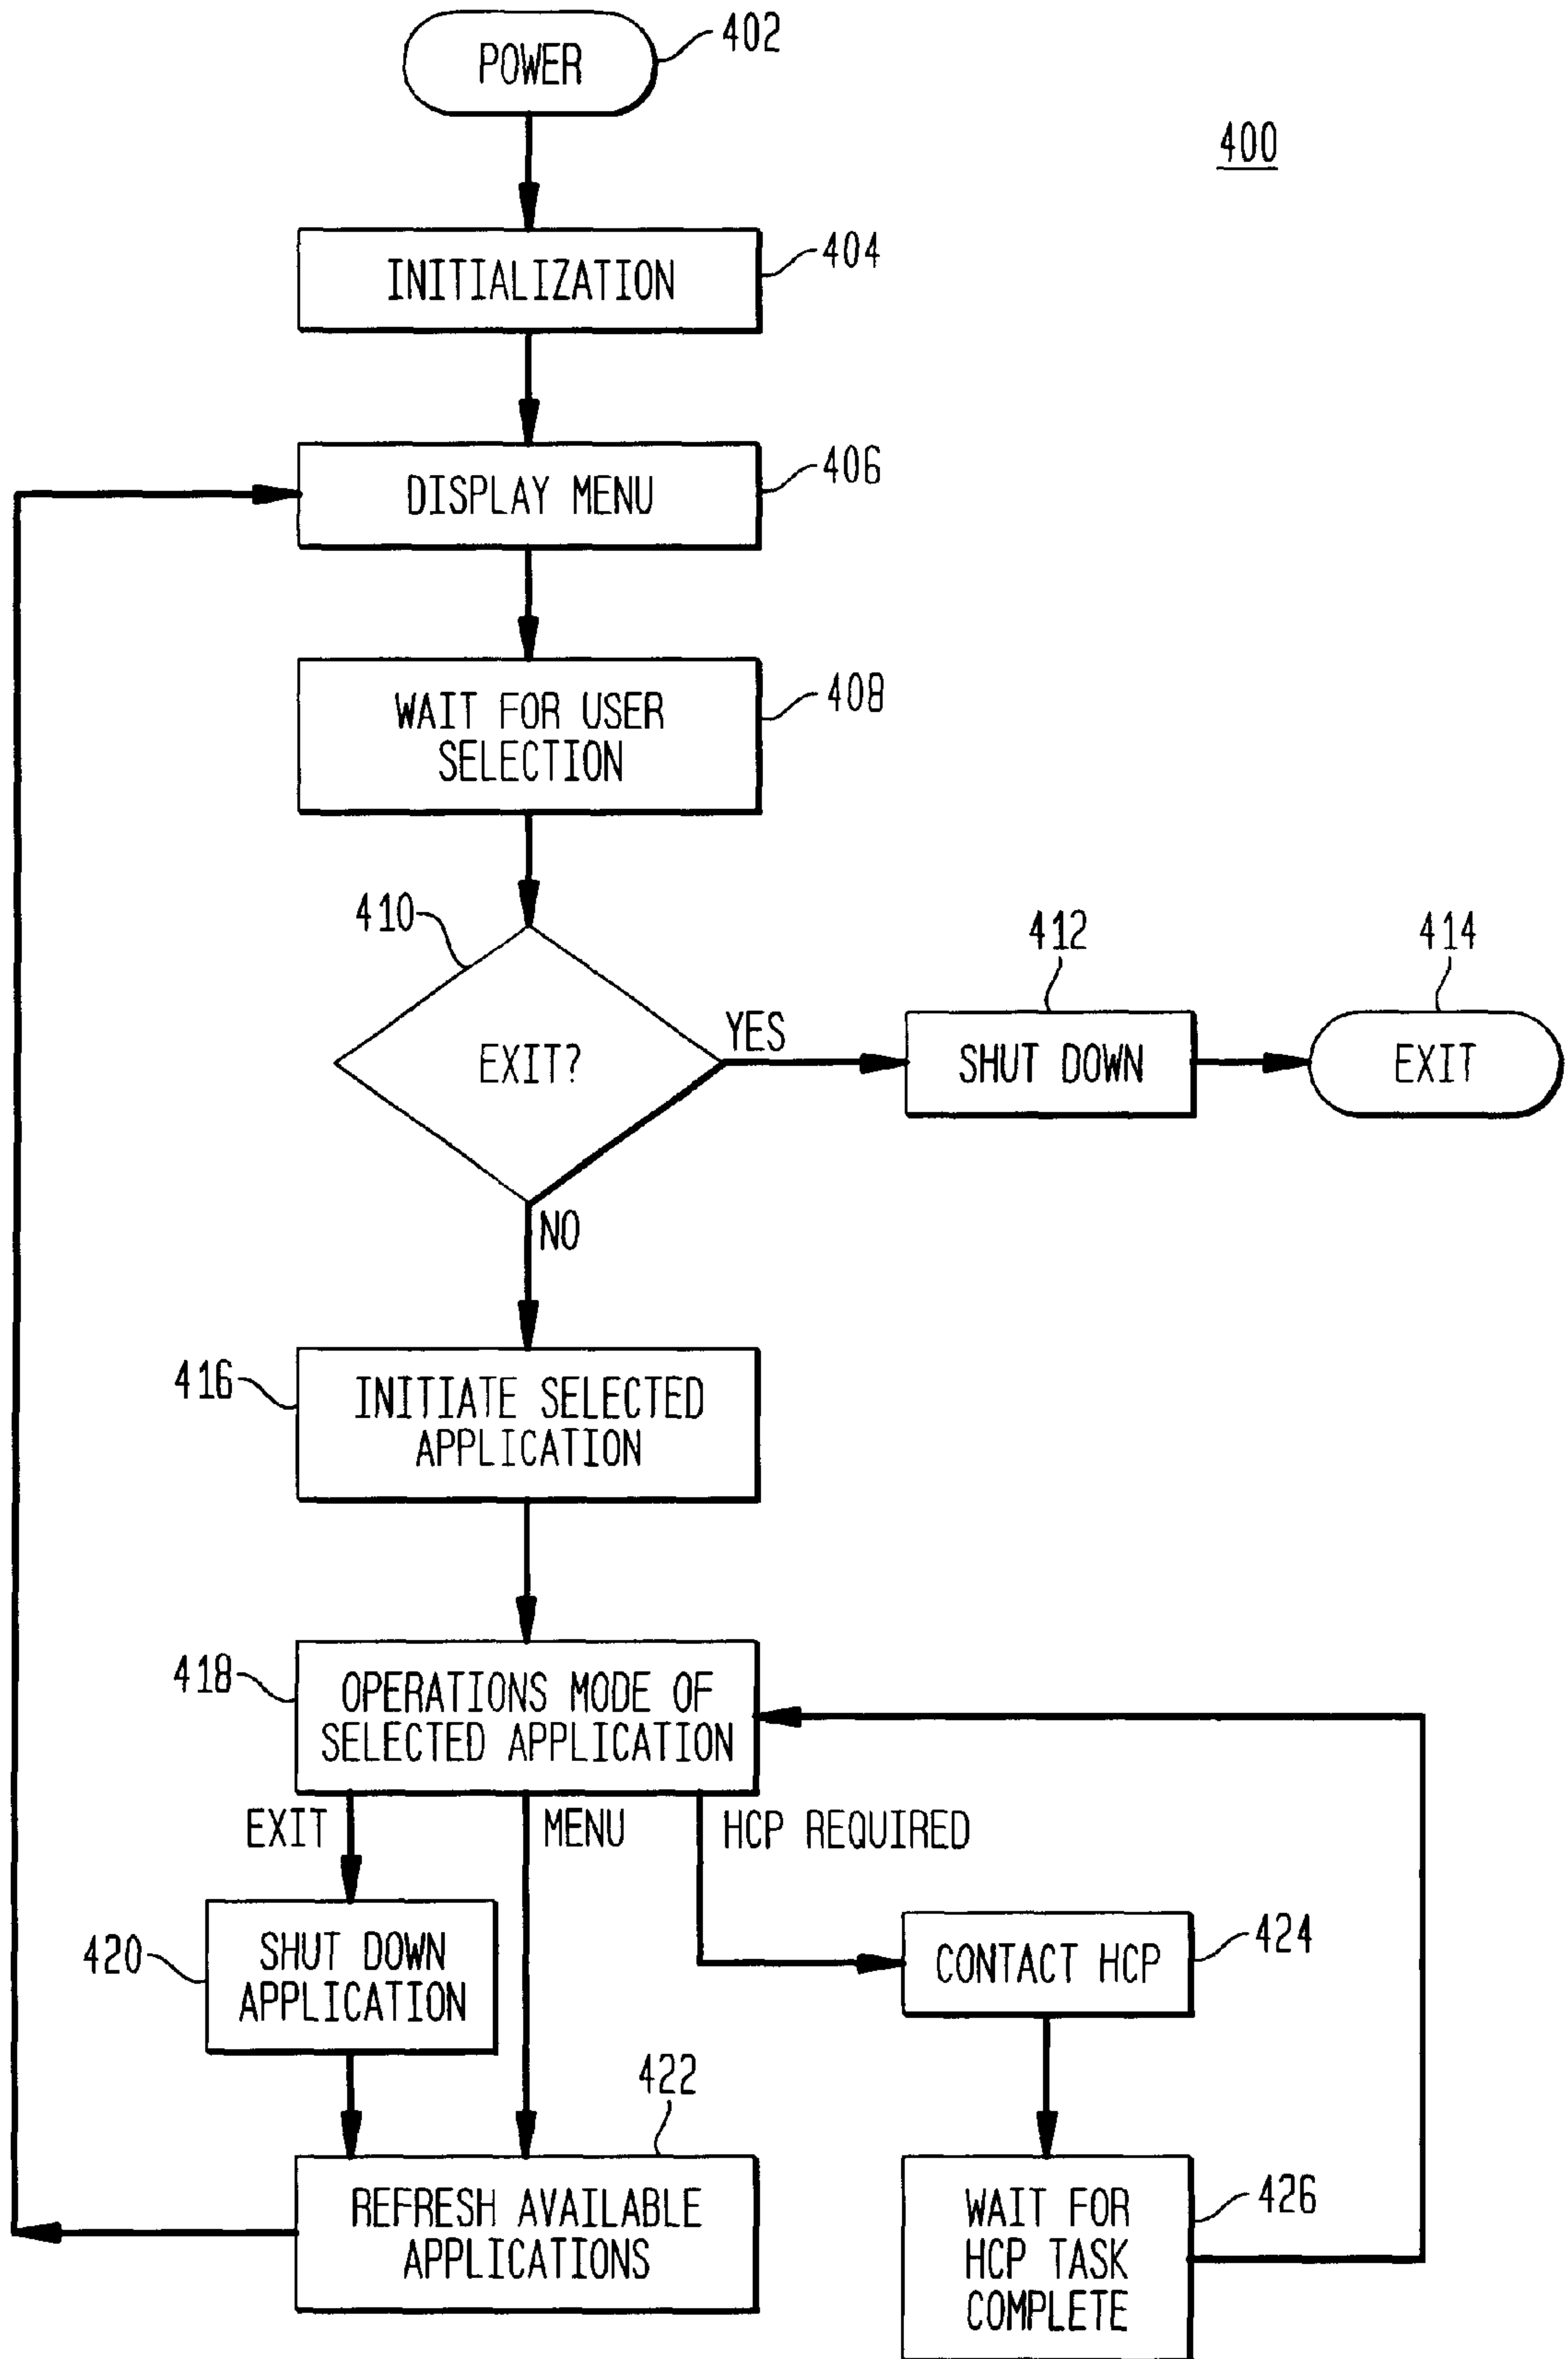 POWER
402
400
INITIALIZATION
404
DISPLAY MENU
406
WAIT FOR USER
SELECTION
408
410
EXIT?
YES
412
SHUT DOWN
414
EXIT
NO
416
INITIATE SELECTED
APPLICATION
418
OPERATIONS MODE OF
SELECTED APPLICATION
EXIT
MENU
HCP REQUIRED
420
SHUT DOWN
APPLICATION
CONTACT HCP
424
422
REFRESH AVAILABLE
APPLICATIONS
WAIT FOR
HCP TASK
COMPLETE
426